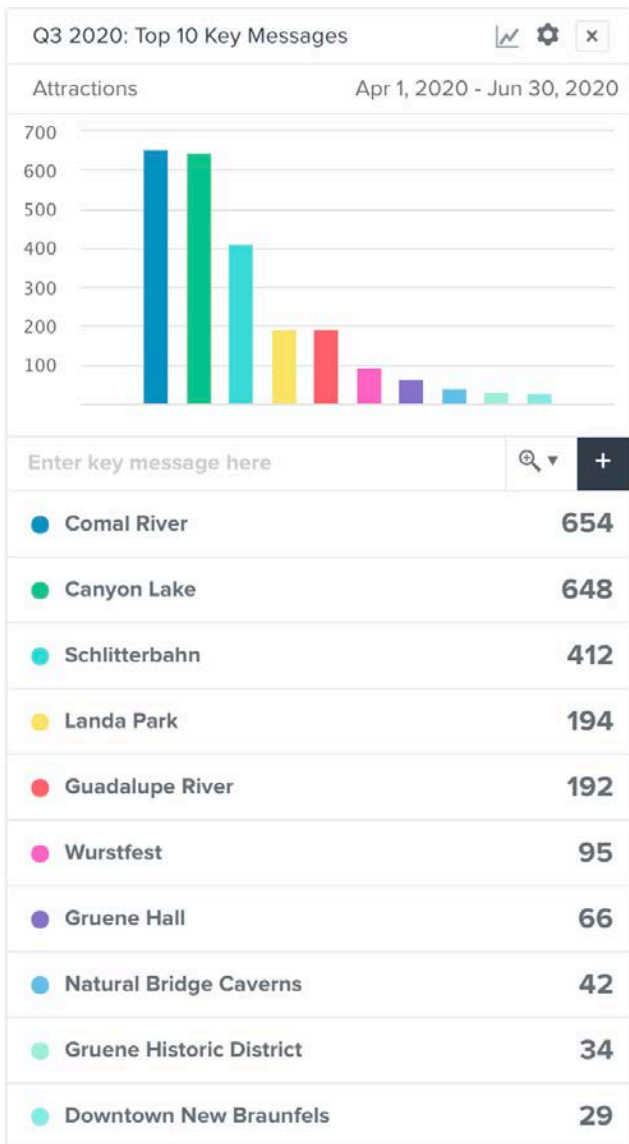 Q3 2020: Top 10 Key Messages
Attractions Apr 1, 2020 - Jun 30, 2020
700
600
500
400
300
200
100
Enter key message here
Comal River 654
Canyon Lake 648
Schlitterbahn 412
Landa Park 194
Guadalupe River 192
Wurstfest 95
Gruene Hall 66
Natural Bridge Caverns 42
Gruene Historic District 34
Downtown New Braunfels 29